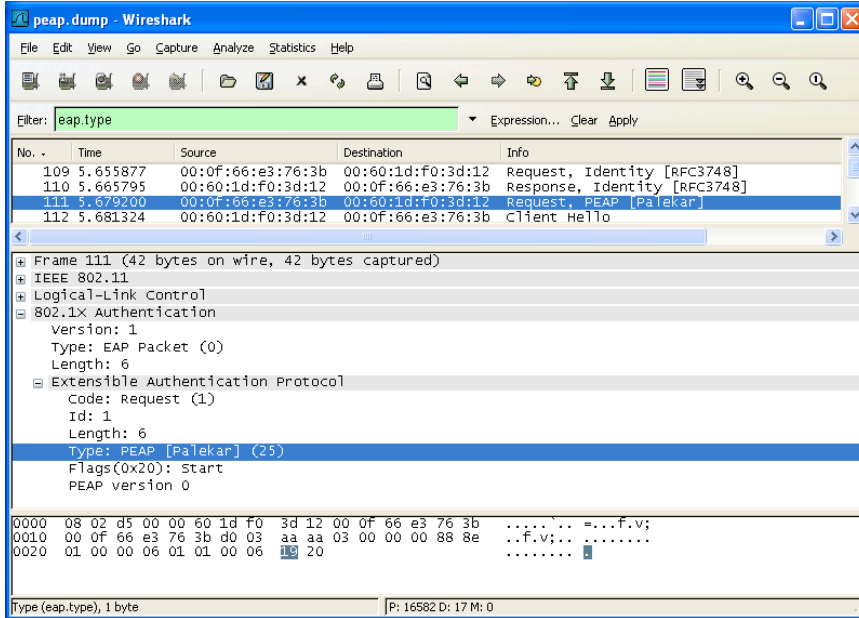 peap.dump - Wireshark
File Edit View Go Capture Analyze Statistics Help
Filter: eap.type Expression... Clear Apply
No. - Time Source Destination Info
109 5.655877 00:0f:66:e3:76:3b 00:60:1d:f0:3d:12 Request, Identity [RFC3748]
110 5.665795 00:60:1d:f0:3d:12 00:0f:66:e3:76:3b Response, Identity [RFC3748]
111 5.679200 00:0f:66:e3:76:3b 00:60:1d:f0:3d:12 Request, PEAP [Palekar]
112 5.681324 00:60:1d:f0:3d:12 00:0f:66:e3:76:3b Client Hello
Frame 111 (42 bytes on wire, 42 bytes captured)
IEEE 802.11
Logical-Link Control
802.1X Authentication
Version: 1
Type: EAP Packet (0)
Length: 6
Extensible Authentication Protocol
Code: Request (1)
Id: 1
Length: 6
Type: PEAP [Palekar] (25)
Flags(0x20): Start
PEAP version 0
0000 08 02 d5 00 00 60 1d f0 3d 12 00 0f 66 e3 76 3b .....`.. =...f.v;
0010 00 0f 66 e3 76 3b d0 03 aa aa 03 00 00 00 88 8e ..f.v;.. ........
0020 01 00 00 06 01 01 00 06 19 20 ........ .
Type (eap.type), 1 byte P: 16582 D: 17 M: 0